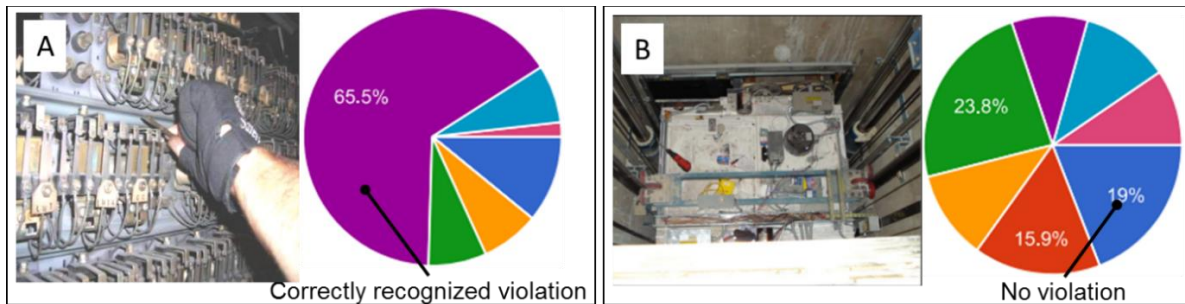 A
65.5%
Correctly recognized violation
B
23.8%
19%
15.9%
No violation